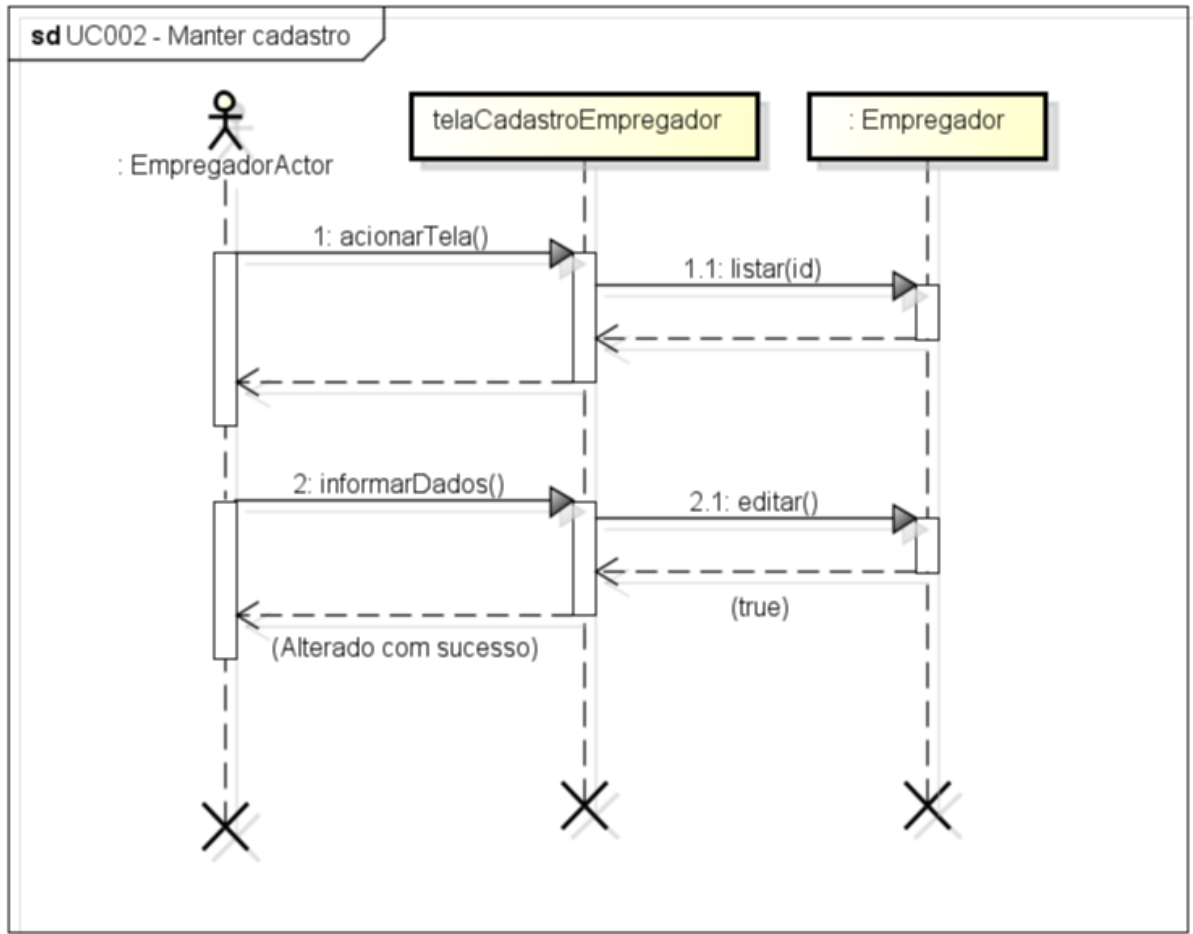 sd UC002 - Manter cadastro
: EmpregadorActor
telaCadastroEmpregador
: Empregador
1: acionarTela()
1.1: listar(id)
2: informarDados()
2.1: editar()
(true)
(Alterado com sucesso)